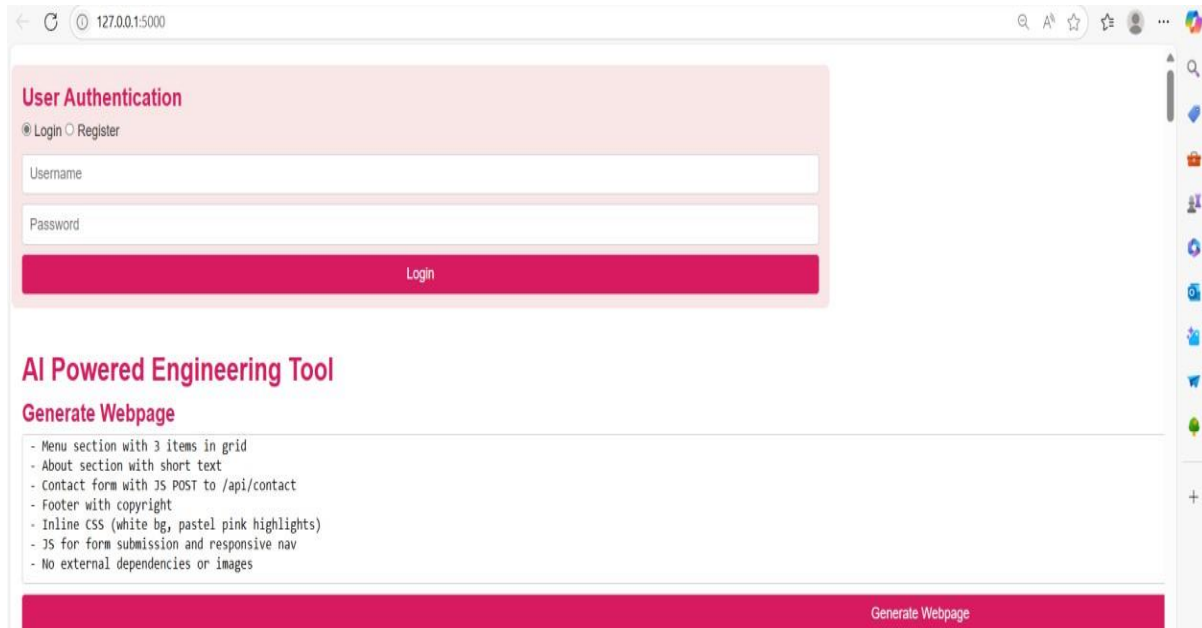 127.0.0.1:5000
User Authentication
Login Register
Username
Password
Login
AI Powered Engineering Tool
Generate Webpage
- Menu section with 3 items in grid
- About section with short text
- Contact form with JS POST to /api/contact
- Footer with copyright
- Inline CSS (white bg, pastel pink highlights)
- JS for form submission and responsive nav
- No external dependencies or images
Generate Webpage